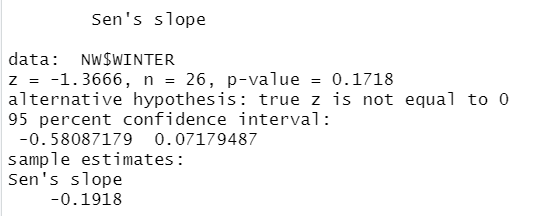 Sen's slope
data: NW$WINTER
z = -1.3666, n = 26, p-value = 0.1718
alternative hypothesis: true z is not equal to 0
95 percent confidence interval:
-0.58087179 0.07179487
sample estimates:
Sen's slope
-0.1918